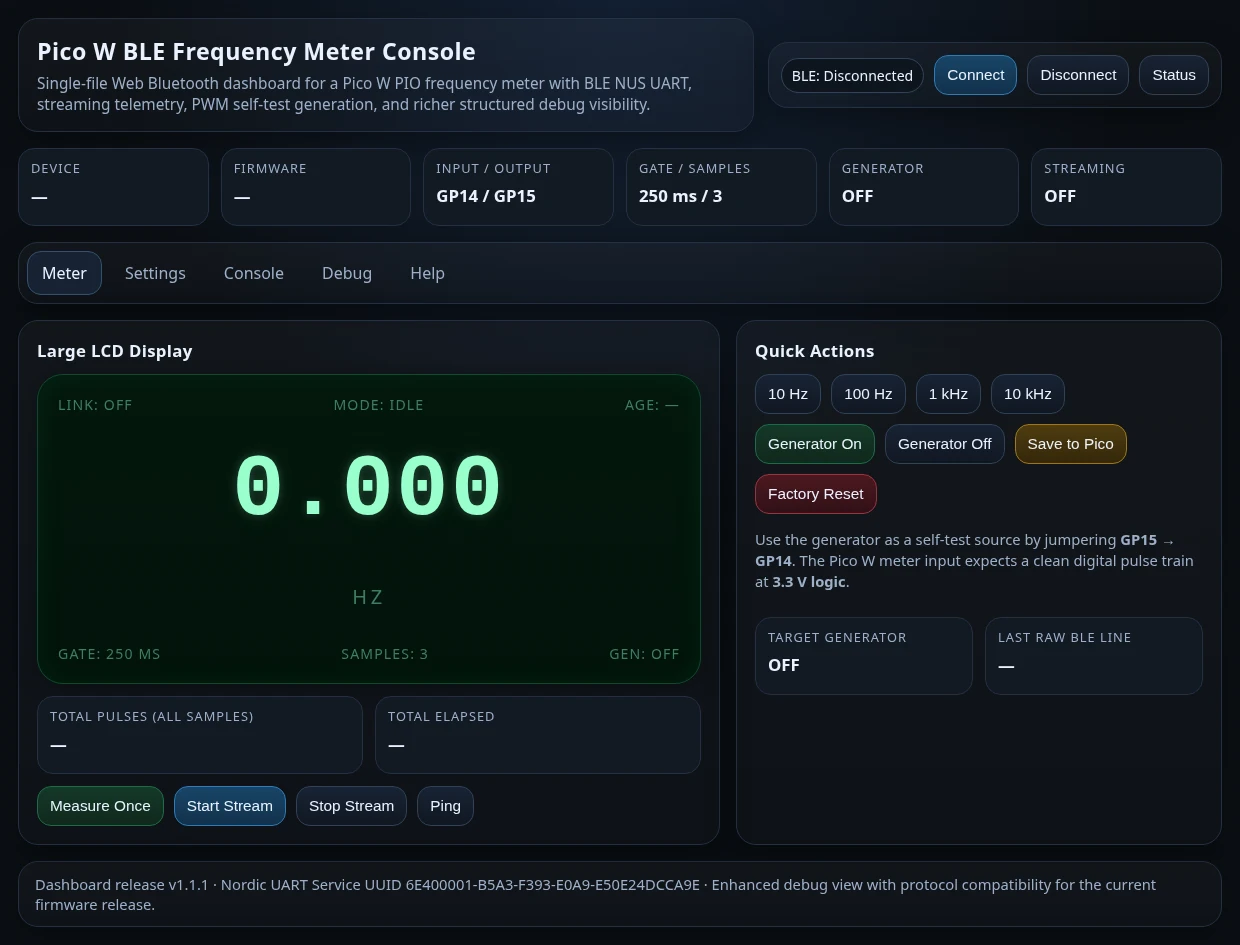 Pico W BLE Frequency Meter Console
Single-file Web Bluetooth dashboard for a Pico W PIO frequency meter with BLE NUS UART,
streaming telemetry, PWM self-test generation, and richer structured debug visibility.
BLE: Disconnected
Connect
Disconnect
Status
DEVICE
—
FIRMWARE
—
INPUT / OUTPUT
GP14 / GP15
GATE / SAMPLES
250 ms / 3
GENERATOR
OFF
STREAMING
OFF
Meter
Settings
Console
Debug
Help
Large LCD Display
LINK: OFF
MODE: IDLE
AGE: —
0.000
HZ
GATE: 250 MS
SAMPLES: 3
GEN: OFF
TOTAL PULSES (ALL SAMPLES)
—
TOTAL ELAPSED
—
Measure Once
Start Stream
Stop Stream
Ping
Quick Actions
10 Hz
100 Hz
1 kHz
10 kHz
Generator On
Generator Off
Save to Pico
Factory Reset
Use the generator as a self-test source by jumpering GP15 →
GP14. The Pico W meter input expects a clean digital pulse train
at 3.3 V logic.
TARGET GENERATOR
OFF
LAST RAW BLE LINE
—
Dashboard release v1.1.1 · Nordic UART Service UUID 6E400001-B5A3-F393-E0A9-E50E24DCCA9E · Enhanced debug view with protocol compatibility for the current
firmware release.